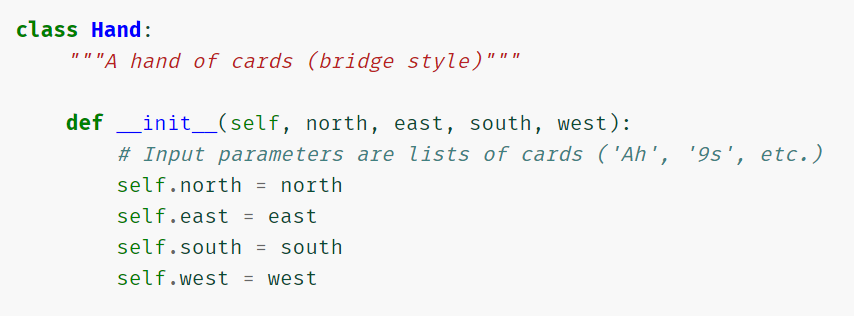 class Hand:
    """A hand of cards (bridge style)"""

    def __init__(self, north, east, south, west):
        # Input parameters are lists of cards ('Ah', '9s', etc.)
        self.north = north
        self.east = east
        self.south = south
        self.west = west